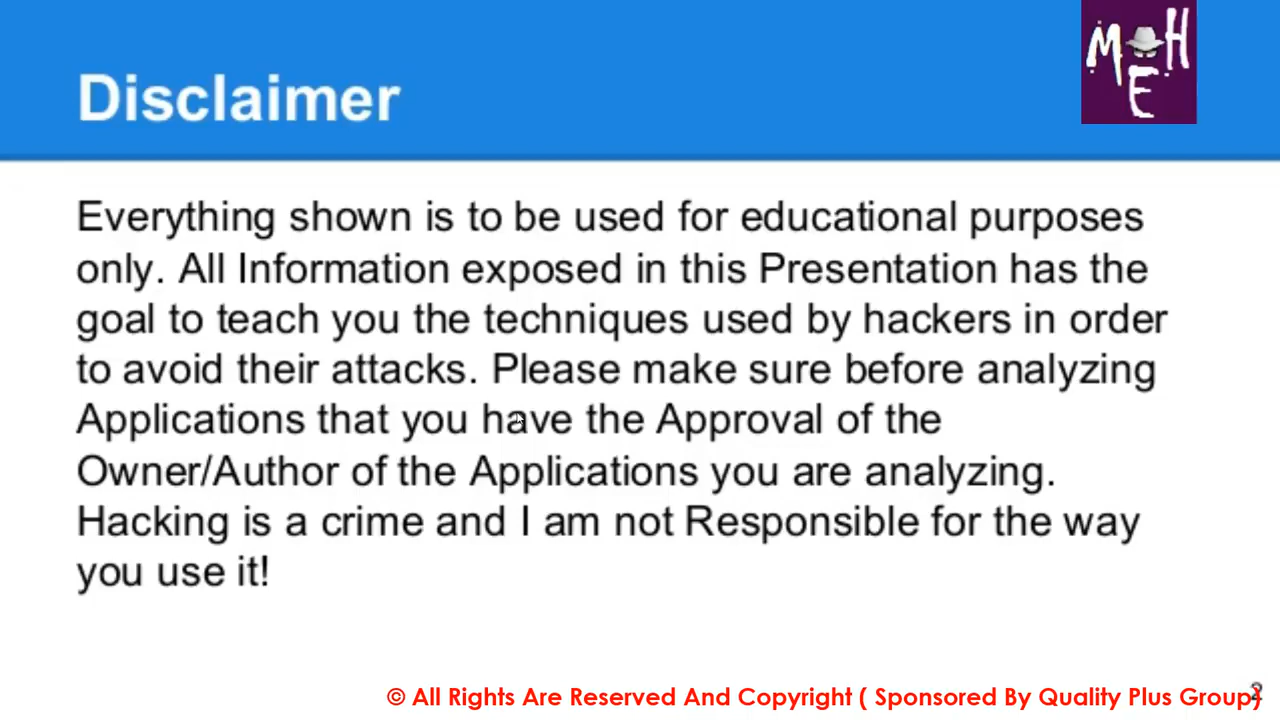 Disclaimer
M H
E
Everything shown is to be used for educational purposes
only. All Information exposed in this Presentation has the
goal to teach you the techniques used by hackers in order
to avoid their attacks. Please make sure before analyzing
Applications that you have the Approval of the
Owner/Author of the Applications you are analyzing.
Hacking is a crime and I am not Responsible for the way
you use it!
© All Rights Are Reserved And Copyright ( Sponsored By Quality Plus Group)
2